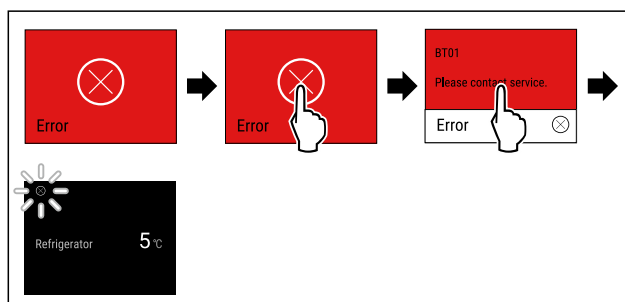 Error
Error
BT01
Please contact service.
Error
Refrigerator 5 °C